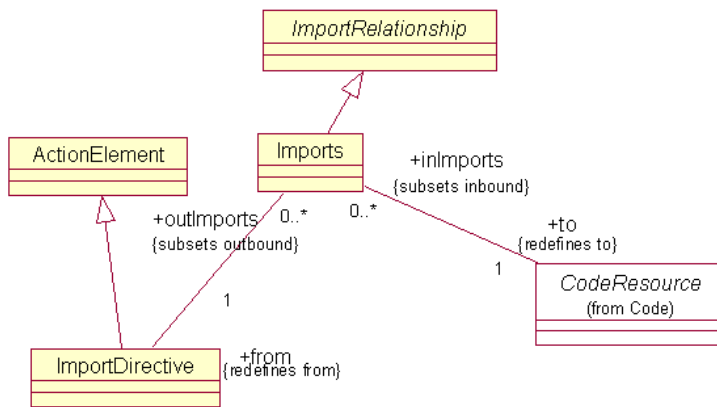 ImportRelationship
ActionElement
Imports
+inImports
{subsets inbound}
+outImports
{subsets outbound}
0..*
0..*
+to
{redefines to}
1
CodeResource
(from Code)
1
ImportDirective
+from
{redefines from}